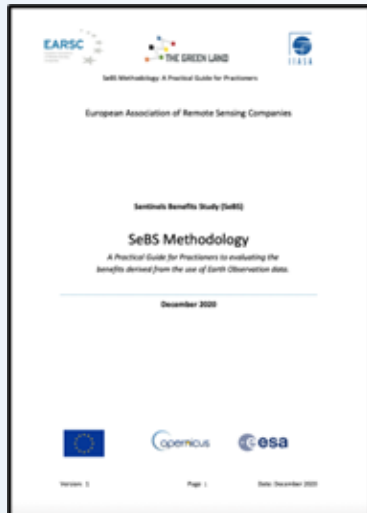 EARSC
THE GREEN LAND
IIASA
SeBS Methodology: A Practical Guide for Practioners
European Association of Remote Sensing Companies
Sentinels Benefits Study (SeBS)
SeBS Methodology
A Practical Guide for Practioners to evaluating the
benefits derived from the use of Earth Observation data.
December 2020
opernicus
esa
Version: 1 Page i Date: December 2020